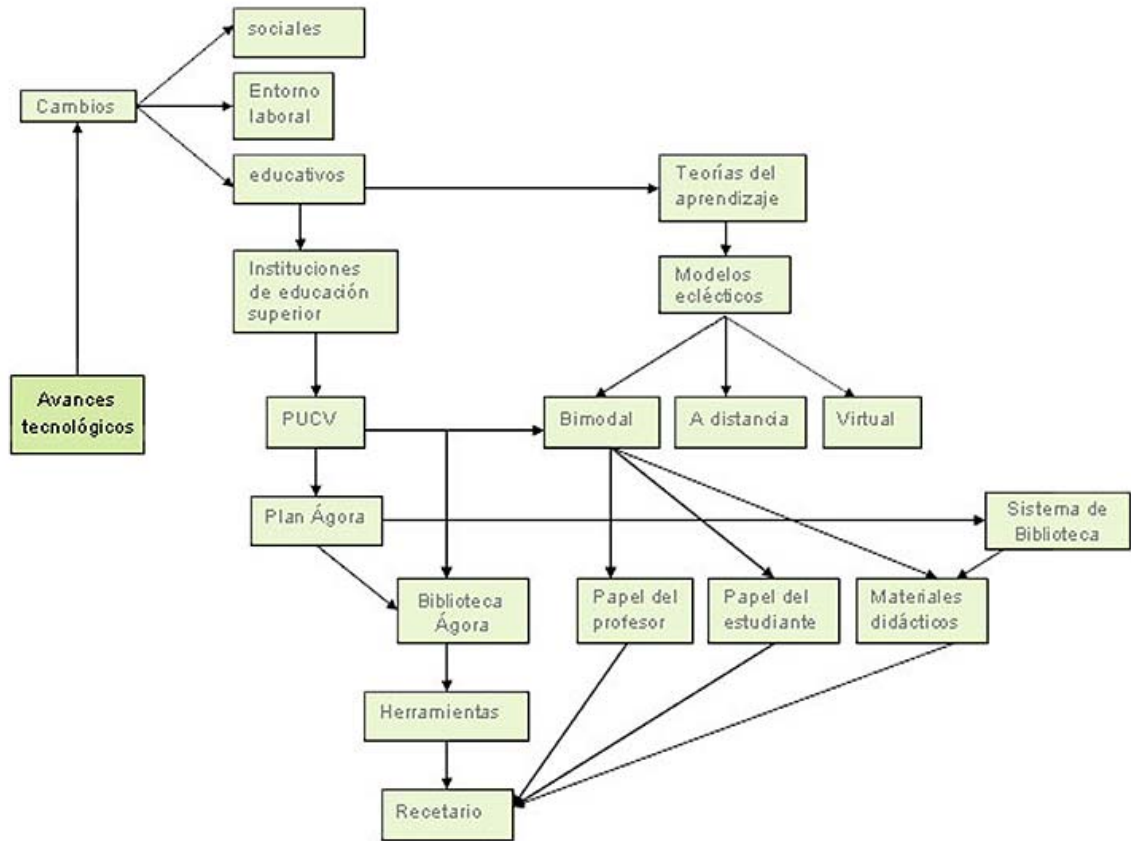 sociales
Cambios
Entorno
laboral
educativos
Teorías del
aprendizaje
Instituciones
de educación
superior
Modelos
eclécticos
Avances
tecnológicos
PUCV
Bimodal
A distancia
Virtual
Plan Ágora
Sistema de
Biblioteca
Biblioteca
Ágora
Papel del
profesor
Papel del
estudiante
Materiales
didácticos
Herramientas
Recetario